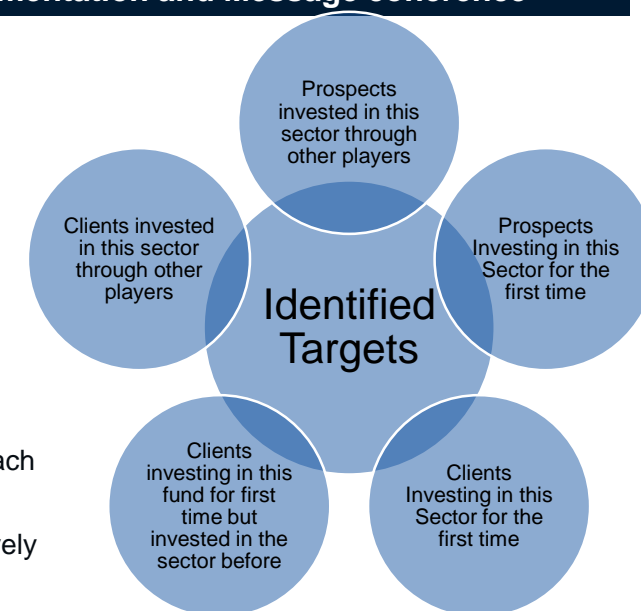 Prospects
invested in this
sector through
other players
Clients invested
in this sector
through other
players
Prospects
Investing in this
Sector for the
first time
Identified
Targets
Clients
investing in this
fund for first
time but
invested in the
sector before
Clients
Investing in this
Sector for the
first time